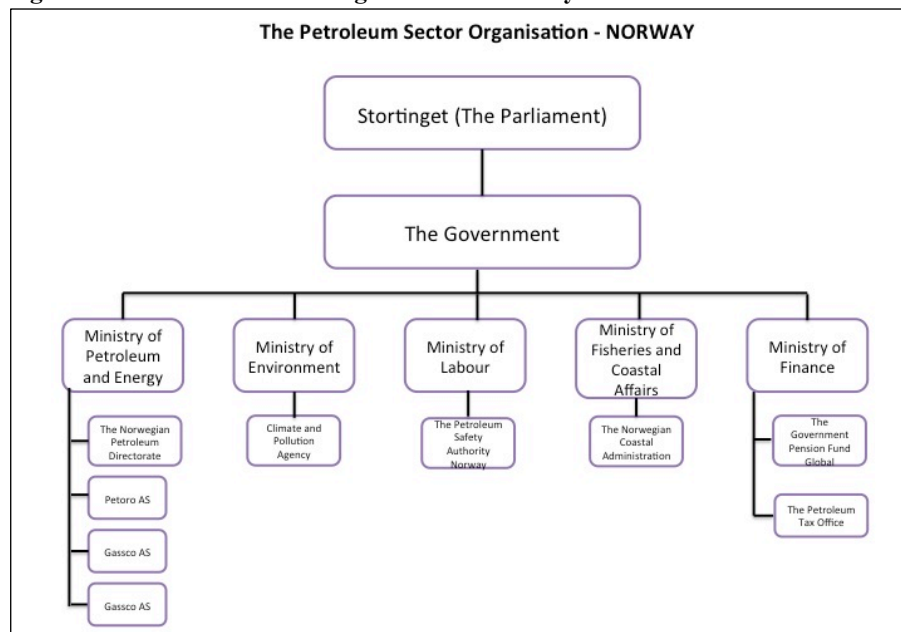 The Petroleum Sector Organisation - NORWAY
Stortinget (The Parliament)
The Government
Ministry of
Petroleum
and Energy
Ministry of
Environment
Ministry of
Labour
Ministry of
Fisheries and
Coastal
Affairs
Ministry of
Finance
The Norwegian
Petroleum
Directorate
Climate and
Pollution
Agency
The Petroleum
Safety
Authority
Norway
The Norwegian
Coastal
Administration
The
Government
Pension Fund
Global
Petoro AS
The Petroleum
Tax Office
Gassco AS
Gassco AS